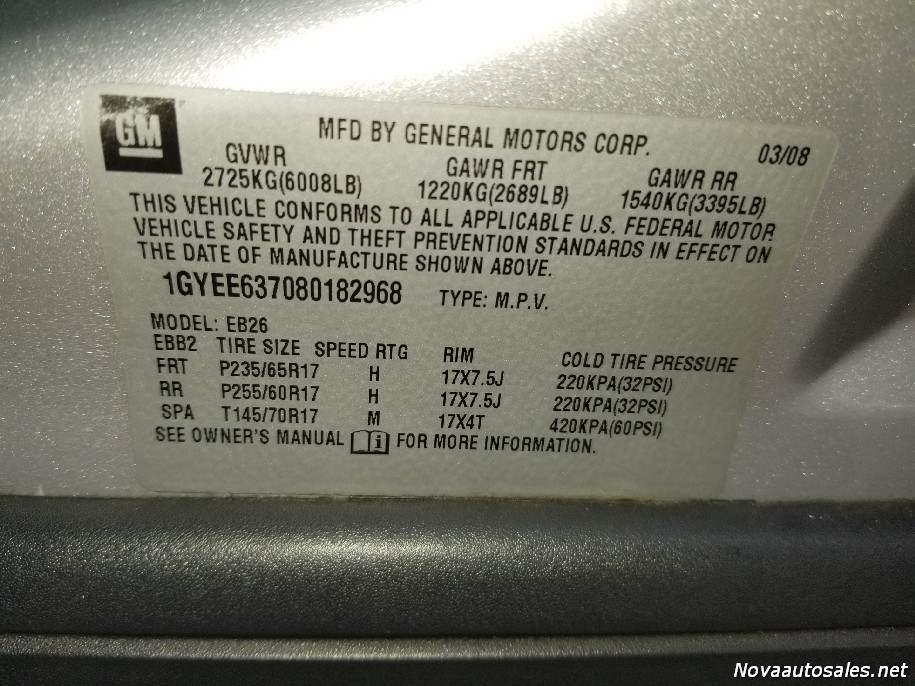 GM
MFD BY GENERAL MOTORS CORP.
03/08
GVWR GAWR FRT GAWR RR
2725KG(6008LB) 1220KG(2689LB) 1540KG(3395LB)
THIS VEHICLE CONFORMS TO ALL APPLICABLE U.S. FEDERAL MOTOR
VEHICLE SAFETY AND THEFT PREVENTION STANDARDS IN EFFECT ON
THE DATE OF MANUFACTURE SHOWN ABOVE.
1GYEE637080182968 TYPE: M.P.V.
MODEL: EB26
EBB2 TIRE SIZE SPEED RTG RIM COLD TIRE PRESSURE
FRT P235/65R17 H 17X7.5J 220KPA(32PSI)
RR P255/60R17 H 17X7.5J 220KPA(32PSI)
SPA T145/70R17 M 17X4T 420KPA(60PSI)
SEE OWNER'S MANUAL i FOR MORE INFORMATION.
Novaautosales.net